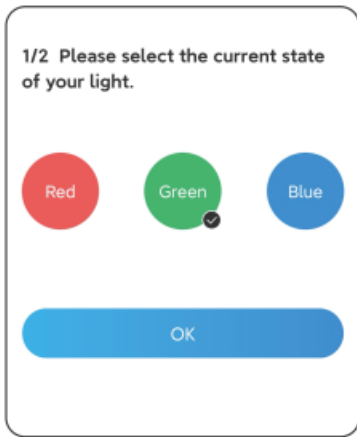 1/2 Please select the current state
of your light.
Red Green Blue
OK